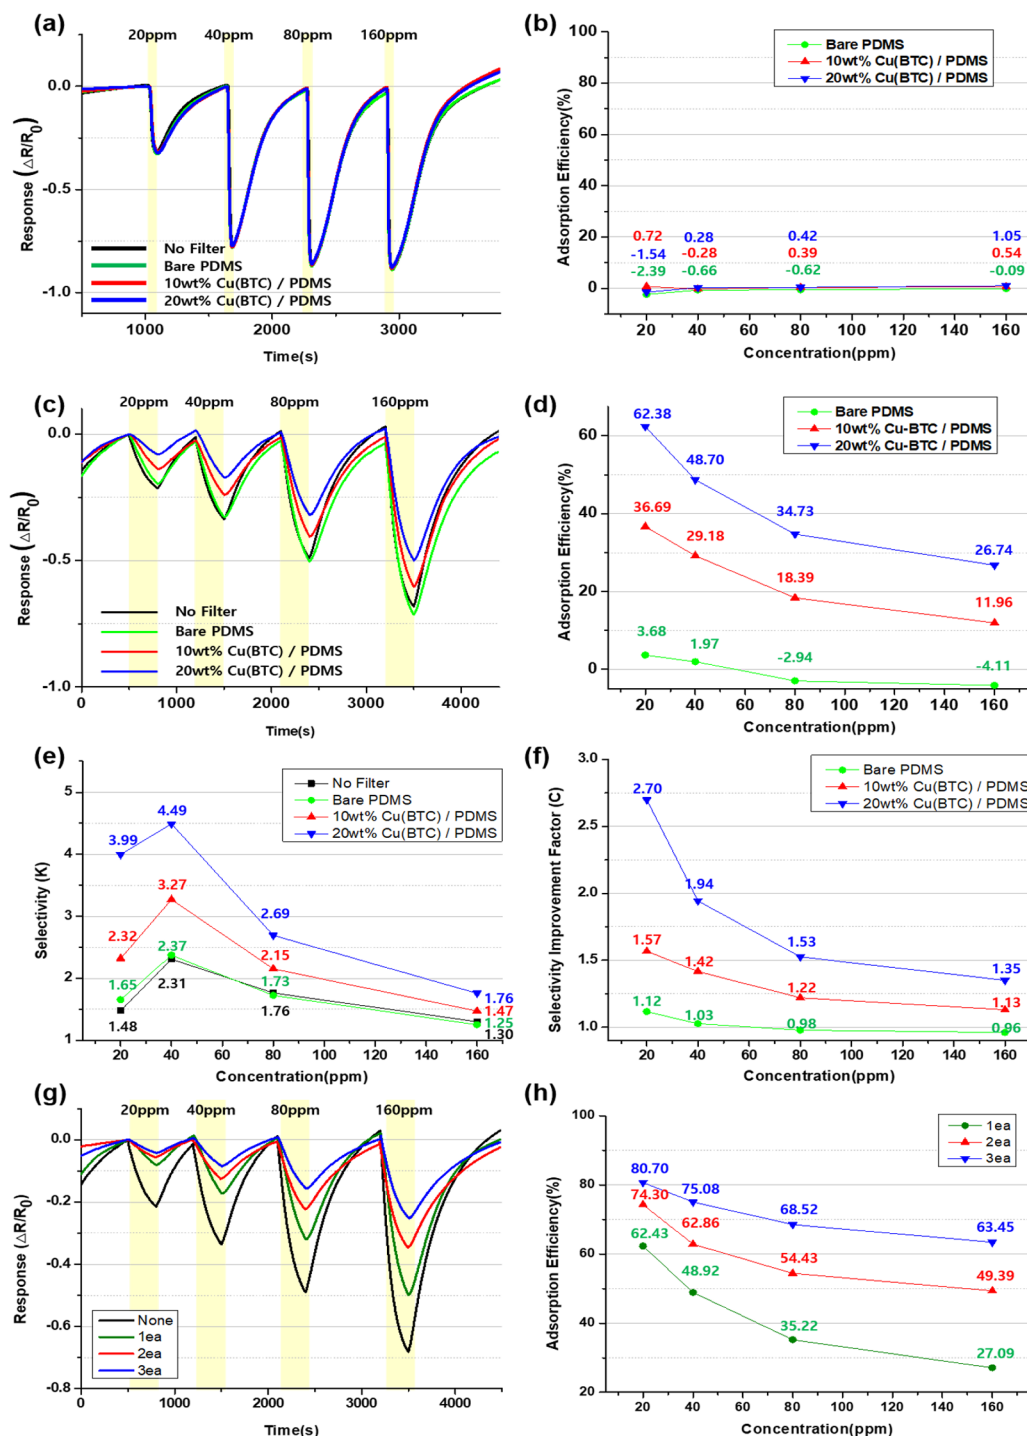 (a)
20ppm 40ppm 80ppm 160ppm
0.0
-0.5
-1.0
Response (△R/R0)
No Filter
Bare PDMS
10wt% Cu(BTC) / PDMS
20wt% Cu(BTC) / PDMS
1000 2000 3000
Time(s)
(b)
100
80
60
40
20
0
Adsorption Efficiency(%)
Bare PDMS
10wt% Cu(BTC) / PDMS
20wt% Cu(BTC) / PDMS
0.72 0.28 0.42 1.05
-1.54 -0.28 0.39 0.54
-2.39 -0.66 -0.62 -0.09
20 40 60 80 100 120 140 160
Concentration(ppm)
(c)
20ppm 40ppm 80ppm 160ppm
0.0
-0.5
-1.0
Response (△R/R0)
No Filter
Bare PDMS
10wt% Cu(BTC) / PDMS
20wt% Cu(BTC) / PDMS
0 1000 2000 3000 4000
Time(s)
(d)
60
40
20
0
Adsorption Efficiency(%)
Bare PDMS
10wt% Cu-BTC / PDMS
20wt% Cu-BTC / PDMS
62.38
48.70
34.73
26.74
36.69
29.18
18.39
11.96
3.68
1.97
-2.94
-4.11
20 40 60 80 100 120 140 160
Concentration(ppm)
(e)
5
4
3
2
1
Selectivity (K)
No Filter
Bare PDMS
10wt% Cu(BTC) / PDMS
20wt% Cu(BTC) / PDMS
3.99
4.49
2.69
1.76
2.32
3.27
2.15
1.47
1.65
2.37
1.73
1.25
1.48
2.31
1.76
1.30
20 40 60 80 100 120 140 160
Concentration(ppm)
(f)
3.0
2.5
2.0
1.5
1.0
Selectivity Improvement Factor (C)
Bare PDMS
10wt% Cu(BTC) / PDMS
20wt% Cu(BTC) / PDMS
2.70
1.94
1.53
1.35
1.57
1.42
1.22
1.13
1.12
1.03
0.98
0.96
20 40 60 80 100 120 140 160
Concentration(ppm)
(g)
20ppm 40ppm 80ppm 160ppm
0.0
-0.2
-0.4
-0.6
-0.8
Response (△R/R0)
None
1ea
2ea
3ea
0 1000 2000 3000 4000
Time(s)
(h)
100
80
60
40
20
Adsorption Efficiency(%)
1ea
2ea
3ea
80.70
75.08
68.52
63.45
74.30
62.86
54.43
49.39
62.43
48.92
35.22
27.09
20 40 60 80 100 120 140 160
Concentration(ppm)